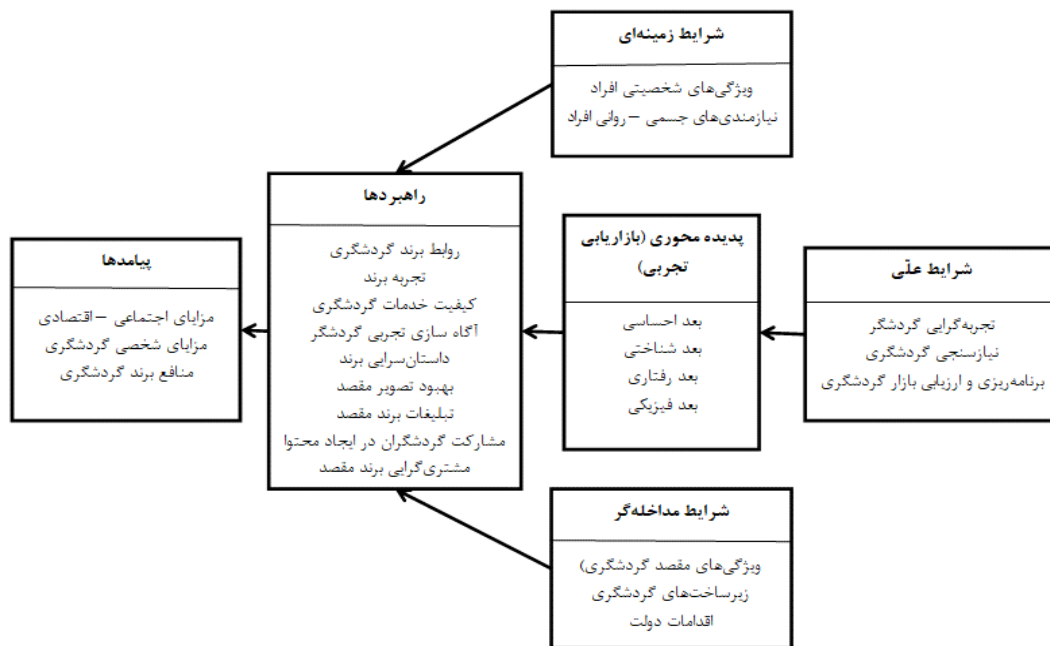 شرایط زمینه‌ای
ویژگی‌های شخصیتی افراد
نیازمندی‌های جسمی – روانی افراد
شرایط علّی
تجربه‌گرایی گردشگر
نیازسنجی گردشگری
برنامه‌ریزی و ارزیابی بازار گردشگری
پدیده محوری (بازاریابی
تجربی)
بعد احساسی
بعد شناختی
بعد رفتاری
بعد فیزیکی
راهبردها
روابط برند گردشگری
تجربه برند
کیفیت خدمات گردشگری
آگاه سازی تجربی گردشگر
داستان‌سرایی برند
بهبود تصویر مقصد
تبلیغات برند مقصد
مشارکت گردشگران در ایجاد محتوا
مشتری‌گرایی برند مقصد
پیامدها
مزایای اجتماعی – اقتصادی
مزایای شخصی گردشگری
منافع برند گردشگری
شرایط مداخله‌گر
ویژگی‌های مقصد گردشگری)
زیرساخت‌های گردشگری
اقدامات دولت